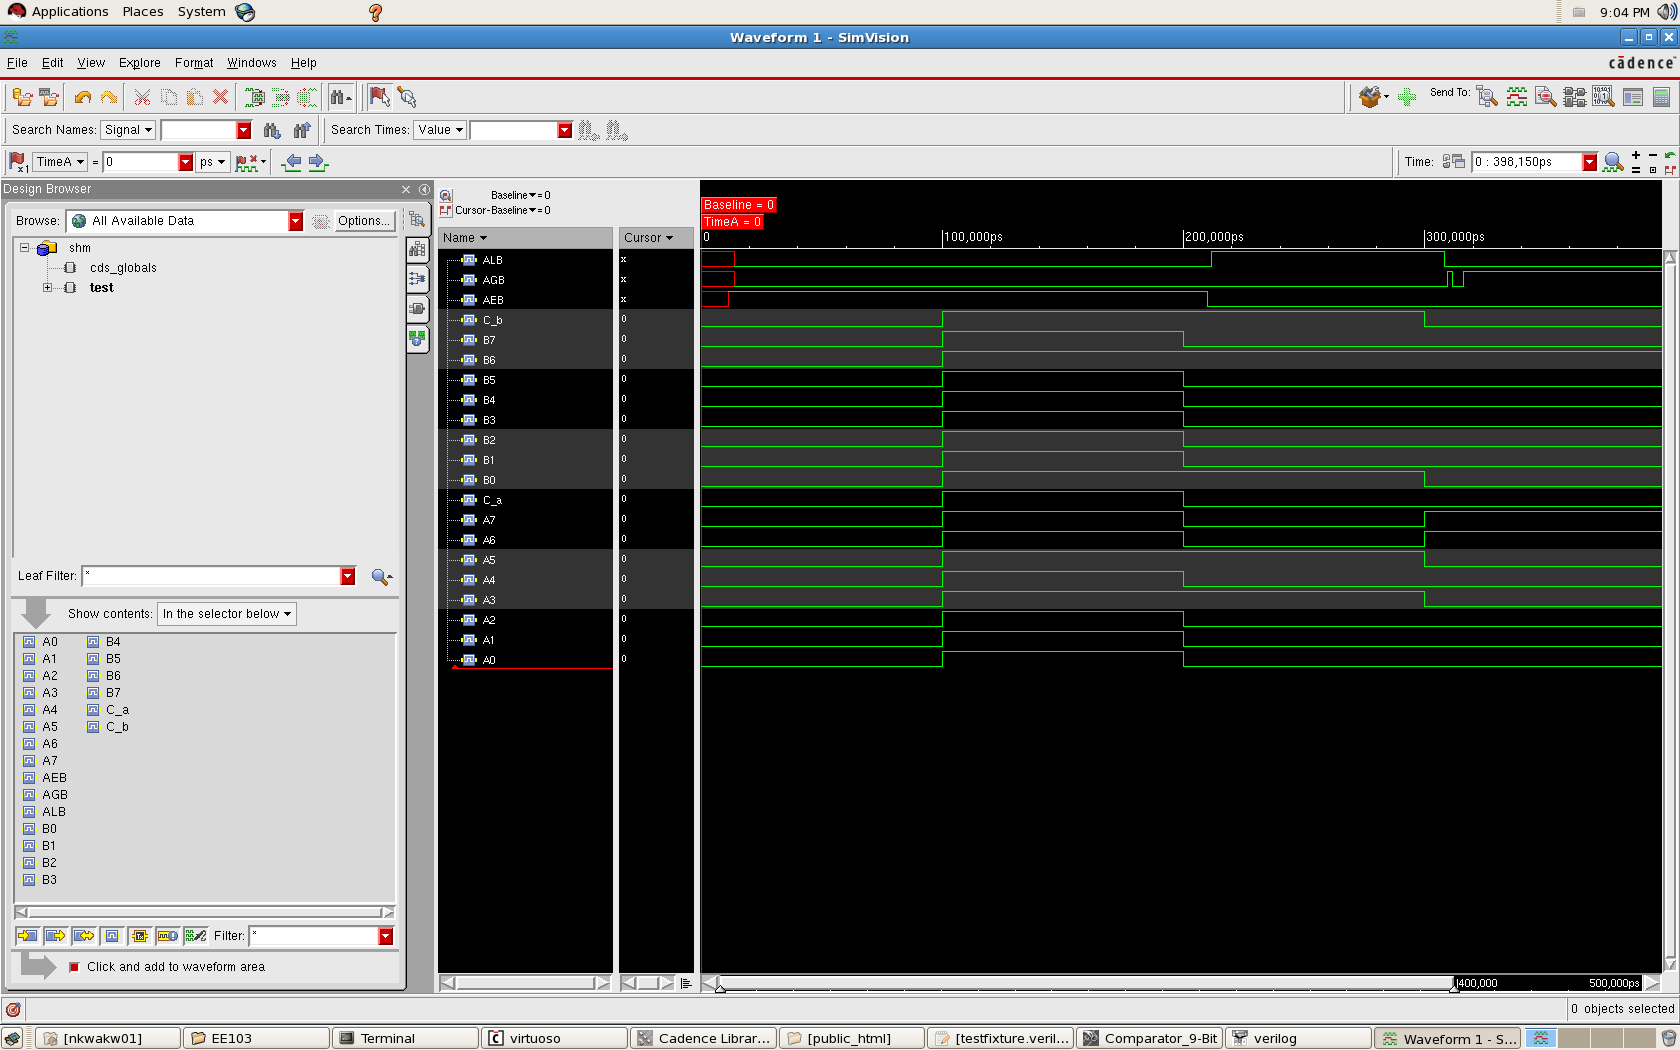 Applications Places System 9:04 PM
Waveform 1 - SimVision
File Edit View Explore Format Windows Help cādence
Send To:
Search Names: Signal Search Times: Value
TimeA = 0 ps Time: 0 : 398,150ps
Design Browser
Browse: All Available Data Options...
shm
cds_globals
test
Leaf Filter: *
Show contents: In the selector below
A0 B4
A1 B5
A2 B6
A3 B7
A4 C_a
A5 C_b
A6
A7
AEB
AGB
ALB
B0
B1
B2
B3
Filter: *
Click and add to waveform area
Baseline = 0
Cursor-Baseline = 0
Name Cursor
ALB x
AGB x
AEB x
C_b 0
B7 0
B6 0
B5 0
B4 0
B3 0
B2 0
B1 0
B0 0
C_a 0
A7 0
A6 0
A5 0
A4 0
A3 0
A2 0
A1 0
A0 0
Baseline = 0
TimeA = 0
0 100,000ps 200,000ps 300,000ps
400,000 500,000ps
0 objects selected
[nkwakw01] EE103 Terminal virtuoso Cadence Librar... [public_html] [testfixture.veril... Comparator_9-Bit verilog Waveform 1 - S...